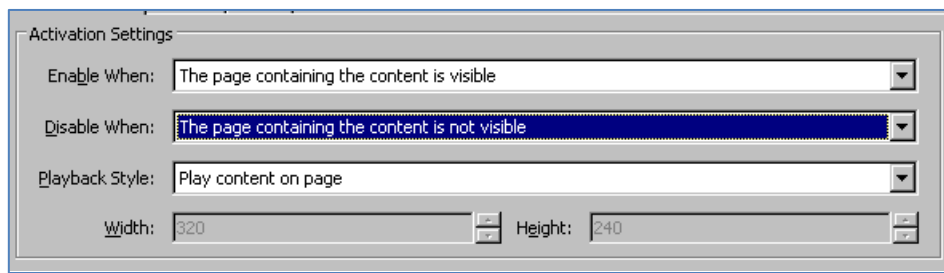 Activation Settings
Enable When: The page containing the content is visible
Disable When: The page containing the content is not visible
Playback Style: Play content on page
Width: 320 Height: 240